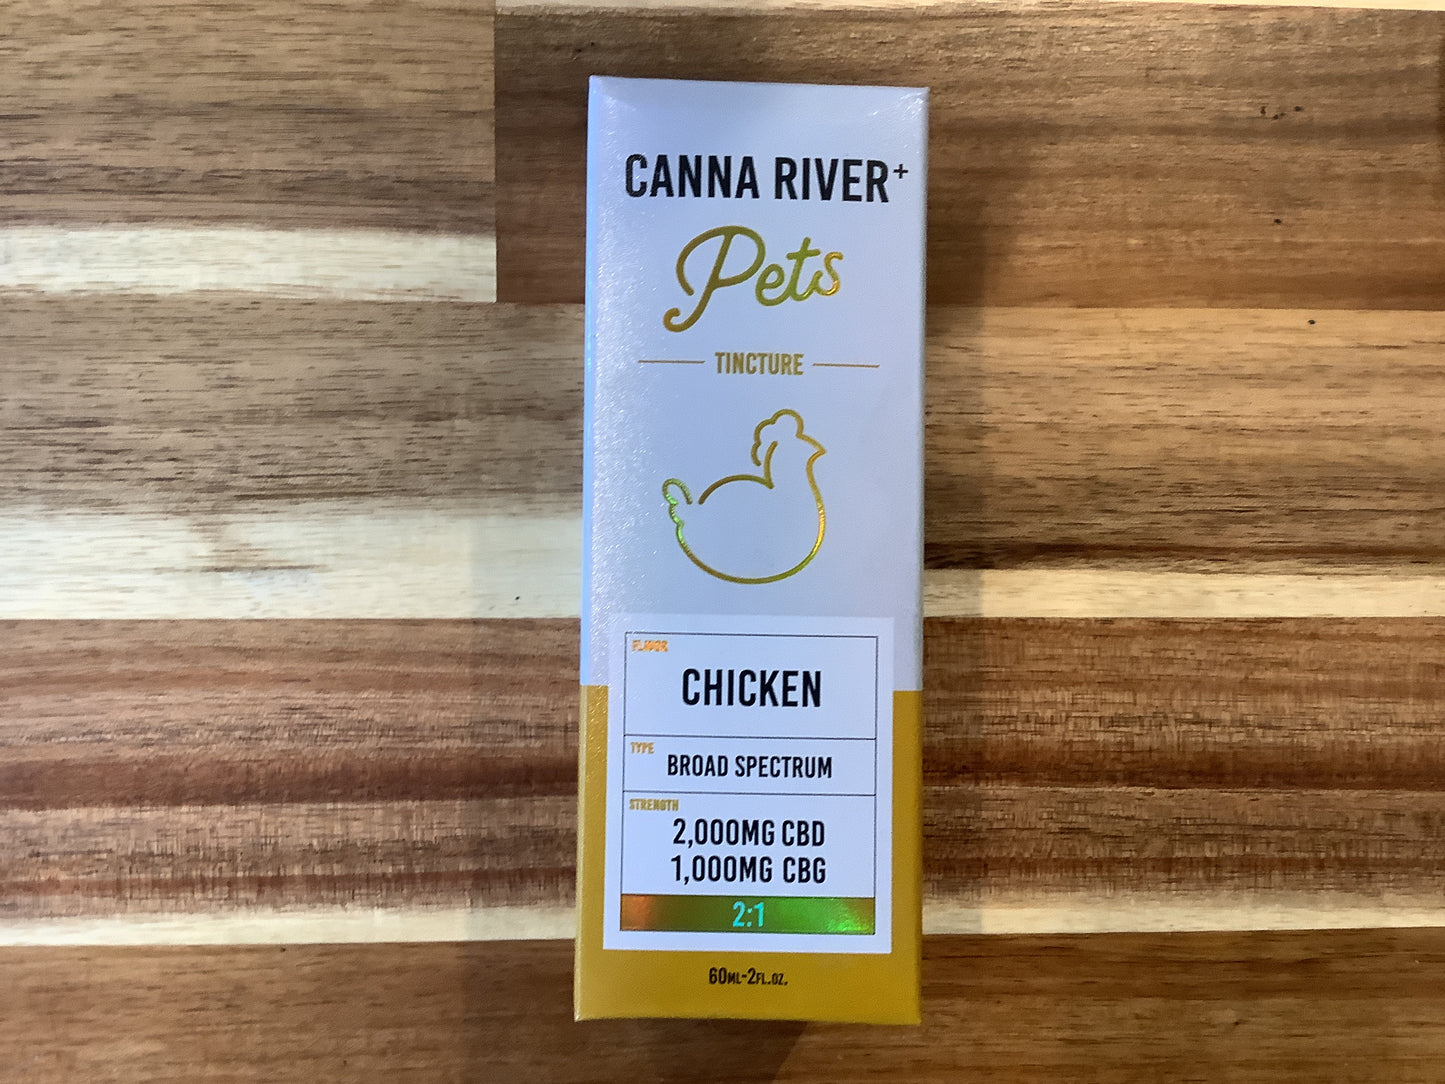 CANNA RIVER+
Pets
TINCTURE
FLAVOR
CHICKEN
TYPE
BROAD SPECTRUM
STRENGTH
2,000MG CBD
1,000MG CBG
2:1
60ML-2FL.OZ.